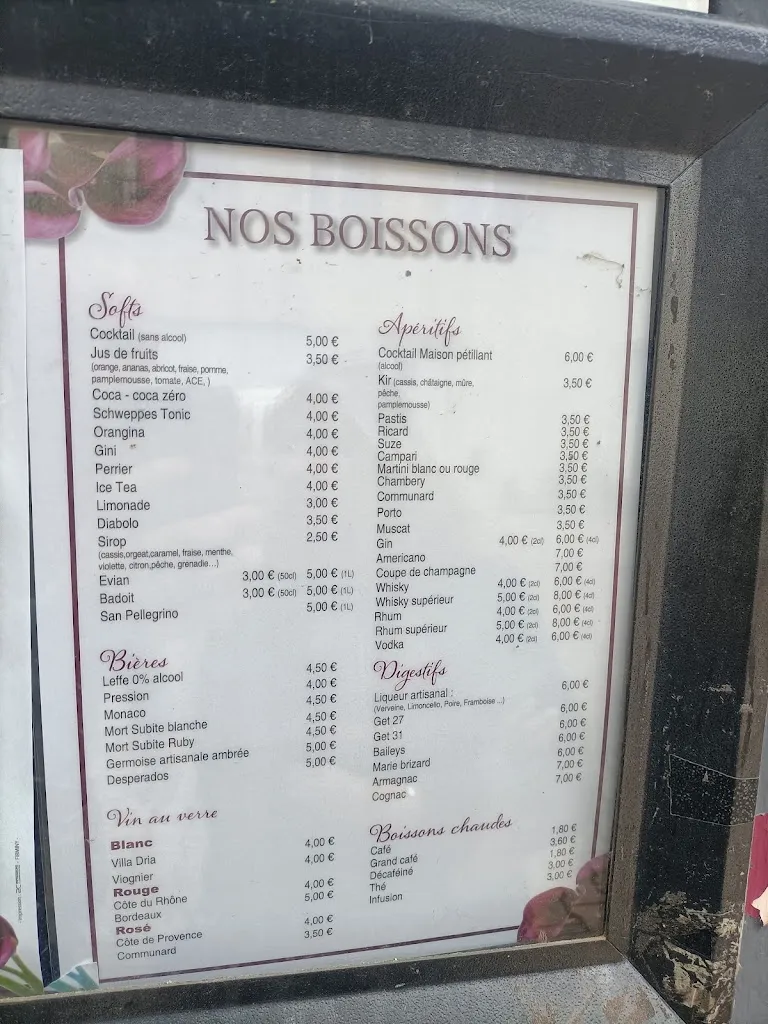 NOS BOISSONS
Softs
Cocktail (sans alcool) 5,00 €
Jus de fruits 3,50 €
(orange, ananas, abricot, fraise, pomme,
pamplemousse, tomate, ACE, )
Coca - coca zéro 4,00 €
Schweppes Tonic 4,00 €
Orangina 4,00 €
Gini 4,00 €
Perrier 4,00 €
Ice Tea 4,00 €
Limonade 3,00 €
Diabolo 3,50 €
Sirop 2,50 €
(cassis,orgeat,caramel, fraise, menthe,
violette, citron,pêche, grenadie...)
Evian 3,00 € (50cl) 5,00 € (1L)
Badoit 3,00 € (50cl) 5,00 € (1L)
San Pellegrino 5,00 € (1L)
Bières
Leffe 0% alcool 4,50 €
Pression 4,00 €
Monaco 4,50 €
Mort Subite blanche 4,50 €
Mort Subite Ruby 4,50 €
Germoise artisanale ambrée 5,00 €
Desperados 5,00 €
Vin au verre
Blanc
Villa Dria 4,00 €
Viognier 4,00 €
Rouge
Côte du Rhône 4,00 €
Bordeaux 5,00 €
Rosé
Côte de Provence 4,00 €
Communard 3,50 €
Apéritifs
Cocktail Maison pétillant 6,00 €
(alcool)
Kir (cassis, châtaigne, mûre, 3,50 €
pêche,
pamplemousse)
Pastis 3,50 €
Ricard 3,50 €
Suze 3,50 €
Campari 3,50 €
Martini blanc ou rouge 3,50 €
Chambery 3,50 €
Communard 3,50 €
Porto 3,50 €
Muscat 3,50 €
Gin 4,00 € (2cl) 6,00 € (4cl)
Americano 7,00 €
Coupe de champagne 7,00 €
Whisky 4,00 € (2cl) 6,00 € (4cl)
Whisky supérieur 5,00 € (2cl) 8,00 € (4cl)
Rhum 4,00 € (2cl) 6,00 € (4cl)
Rhum supérieur 5,00 € (2cl) 8,00 € (4cl)
Vodka 4,00 € (2cl) 6,00 € (4cl)
Digestifs
Liqueur artisanal : 6,00 €
(Verveine, Limoncello, Poire, Framboise ...)
Get 27 6,00 €
Get 31 6,00 €
Baileys 6,00 €
Marie brizard 6,00 €
Armagnac 7,00 €
Cognac 7,00 €
Boissons chaudes
Café 1,80 €
Grand café 3,60 €
Décaféiné 1,80 €
Thé 3,00 €
Infusion 3,00 €